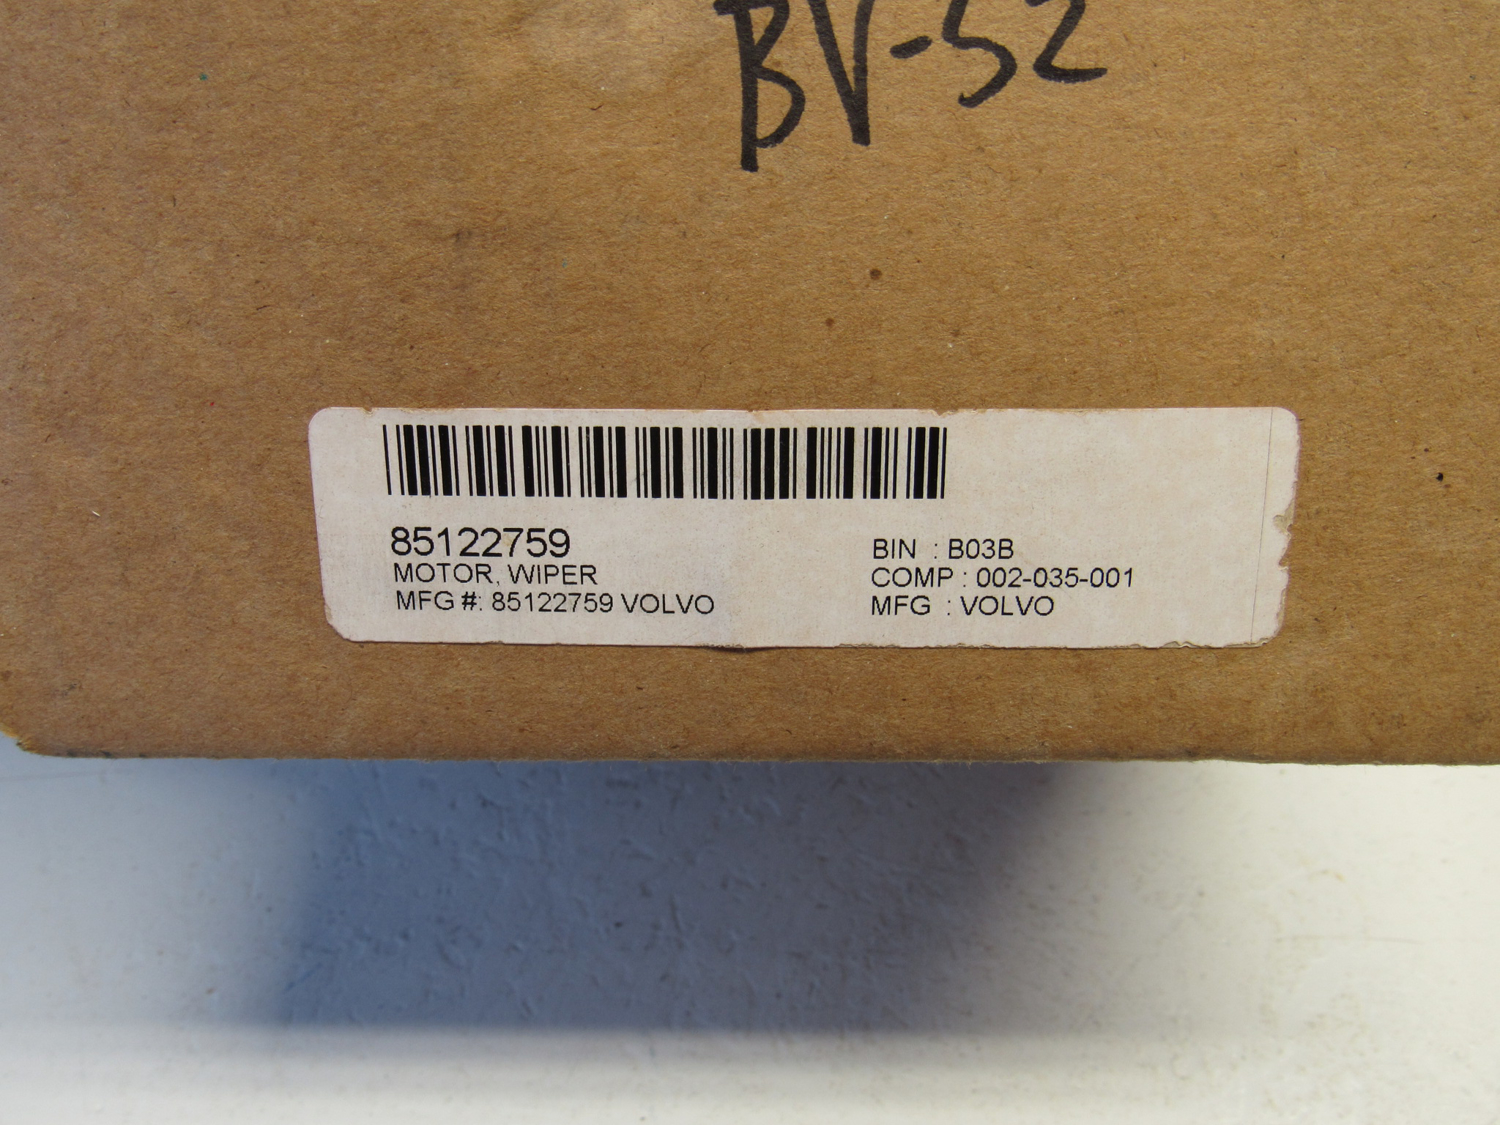 BV-52
85122759
MOTOR, WIPER
MFG #: 85122759 VOLVO
BIN : B03B
COMP : 002-035-001
MFG : VOLVO